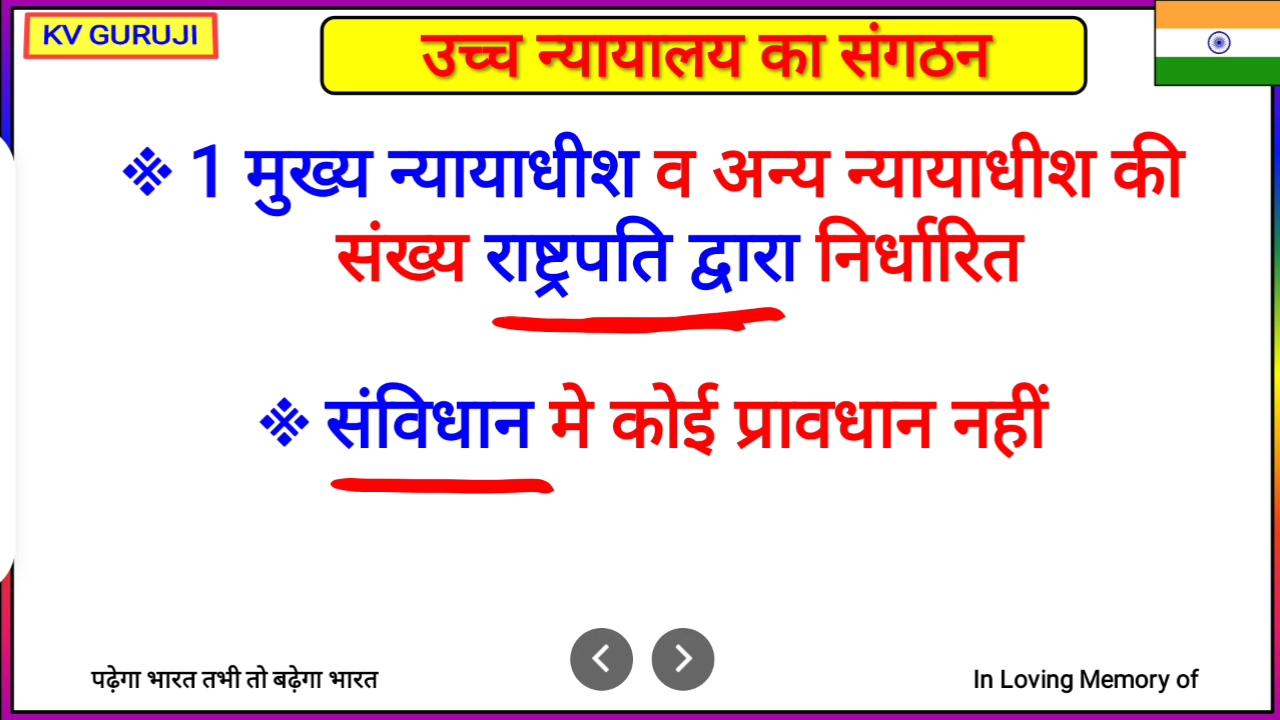 KV GURUJI
उच्च न्यायालय का संगठन
❖ 1 मुख्य न्यायाधीश व अन्य न्यायाधीश की
संख्य राष्ट्रपति द्वारा निर्धारित
❖ संविधान मे कोई प्रावधान नहीं
पढ़ेगा भारत तभी तो बढ़ेगा भारत
In Loving Memory of